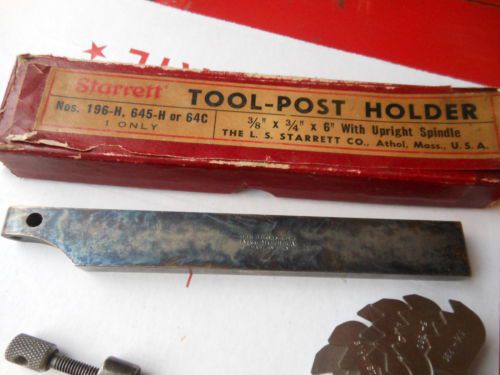 Starrett TOOL-POST HOLDER
Nos. 196-H, 645-H or 64C
3/8" x 3/4" x 6" With Upright Spindle
1 ONLY
THE L. S. STARRETT CO., Athol, Mass., U.S.A.